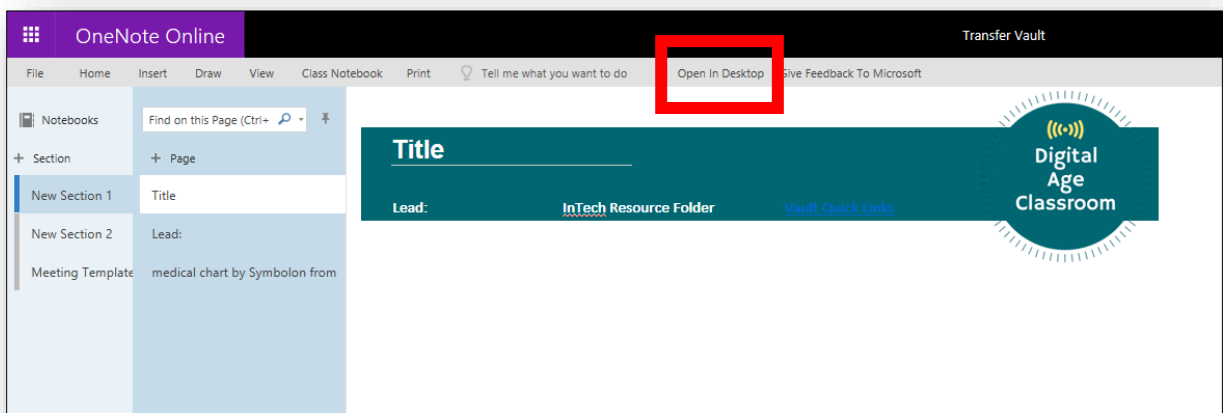 OneNote Online
Transfer Vault
File Home Insert Draw View Class Notebook Print Tell me what you want to do Open In Desktop Give Feedback To Microsoft
Notebooks
Find on this Page (Ctrl+
+ Section
+ Page
New Section 1
Title
New Section 2
Lead:
Meeting Template
medical chart by Symbolon from
Title
Lead: InTech Resource Folder Vault Quick Links
Digital
Age
Classroom